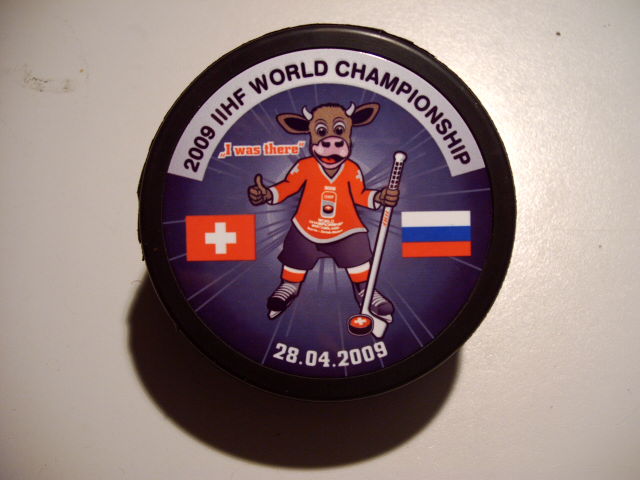 2009 IIHF WORLD CHAMPIONSHIP
„I was there“
28.04.2009